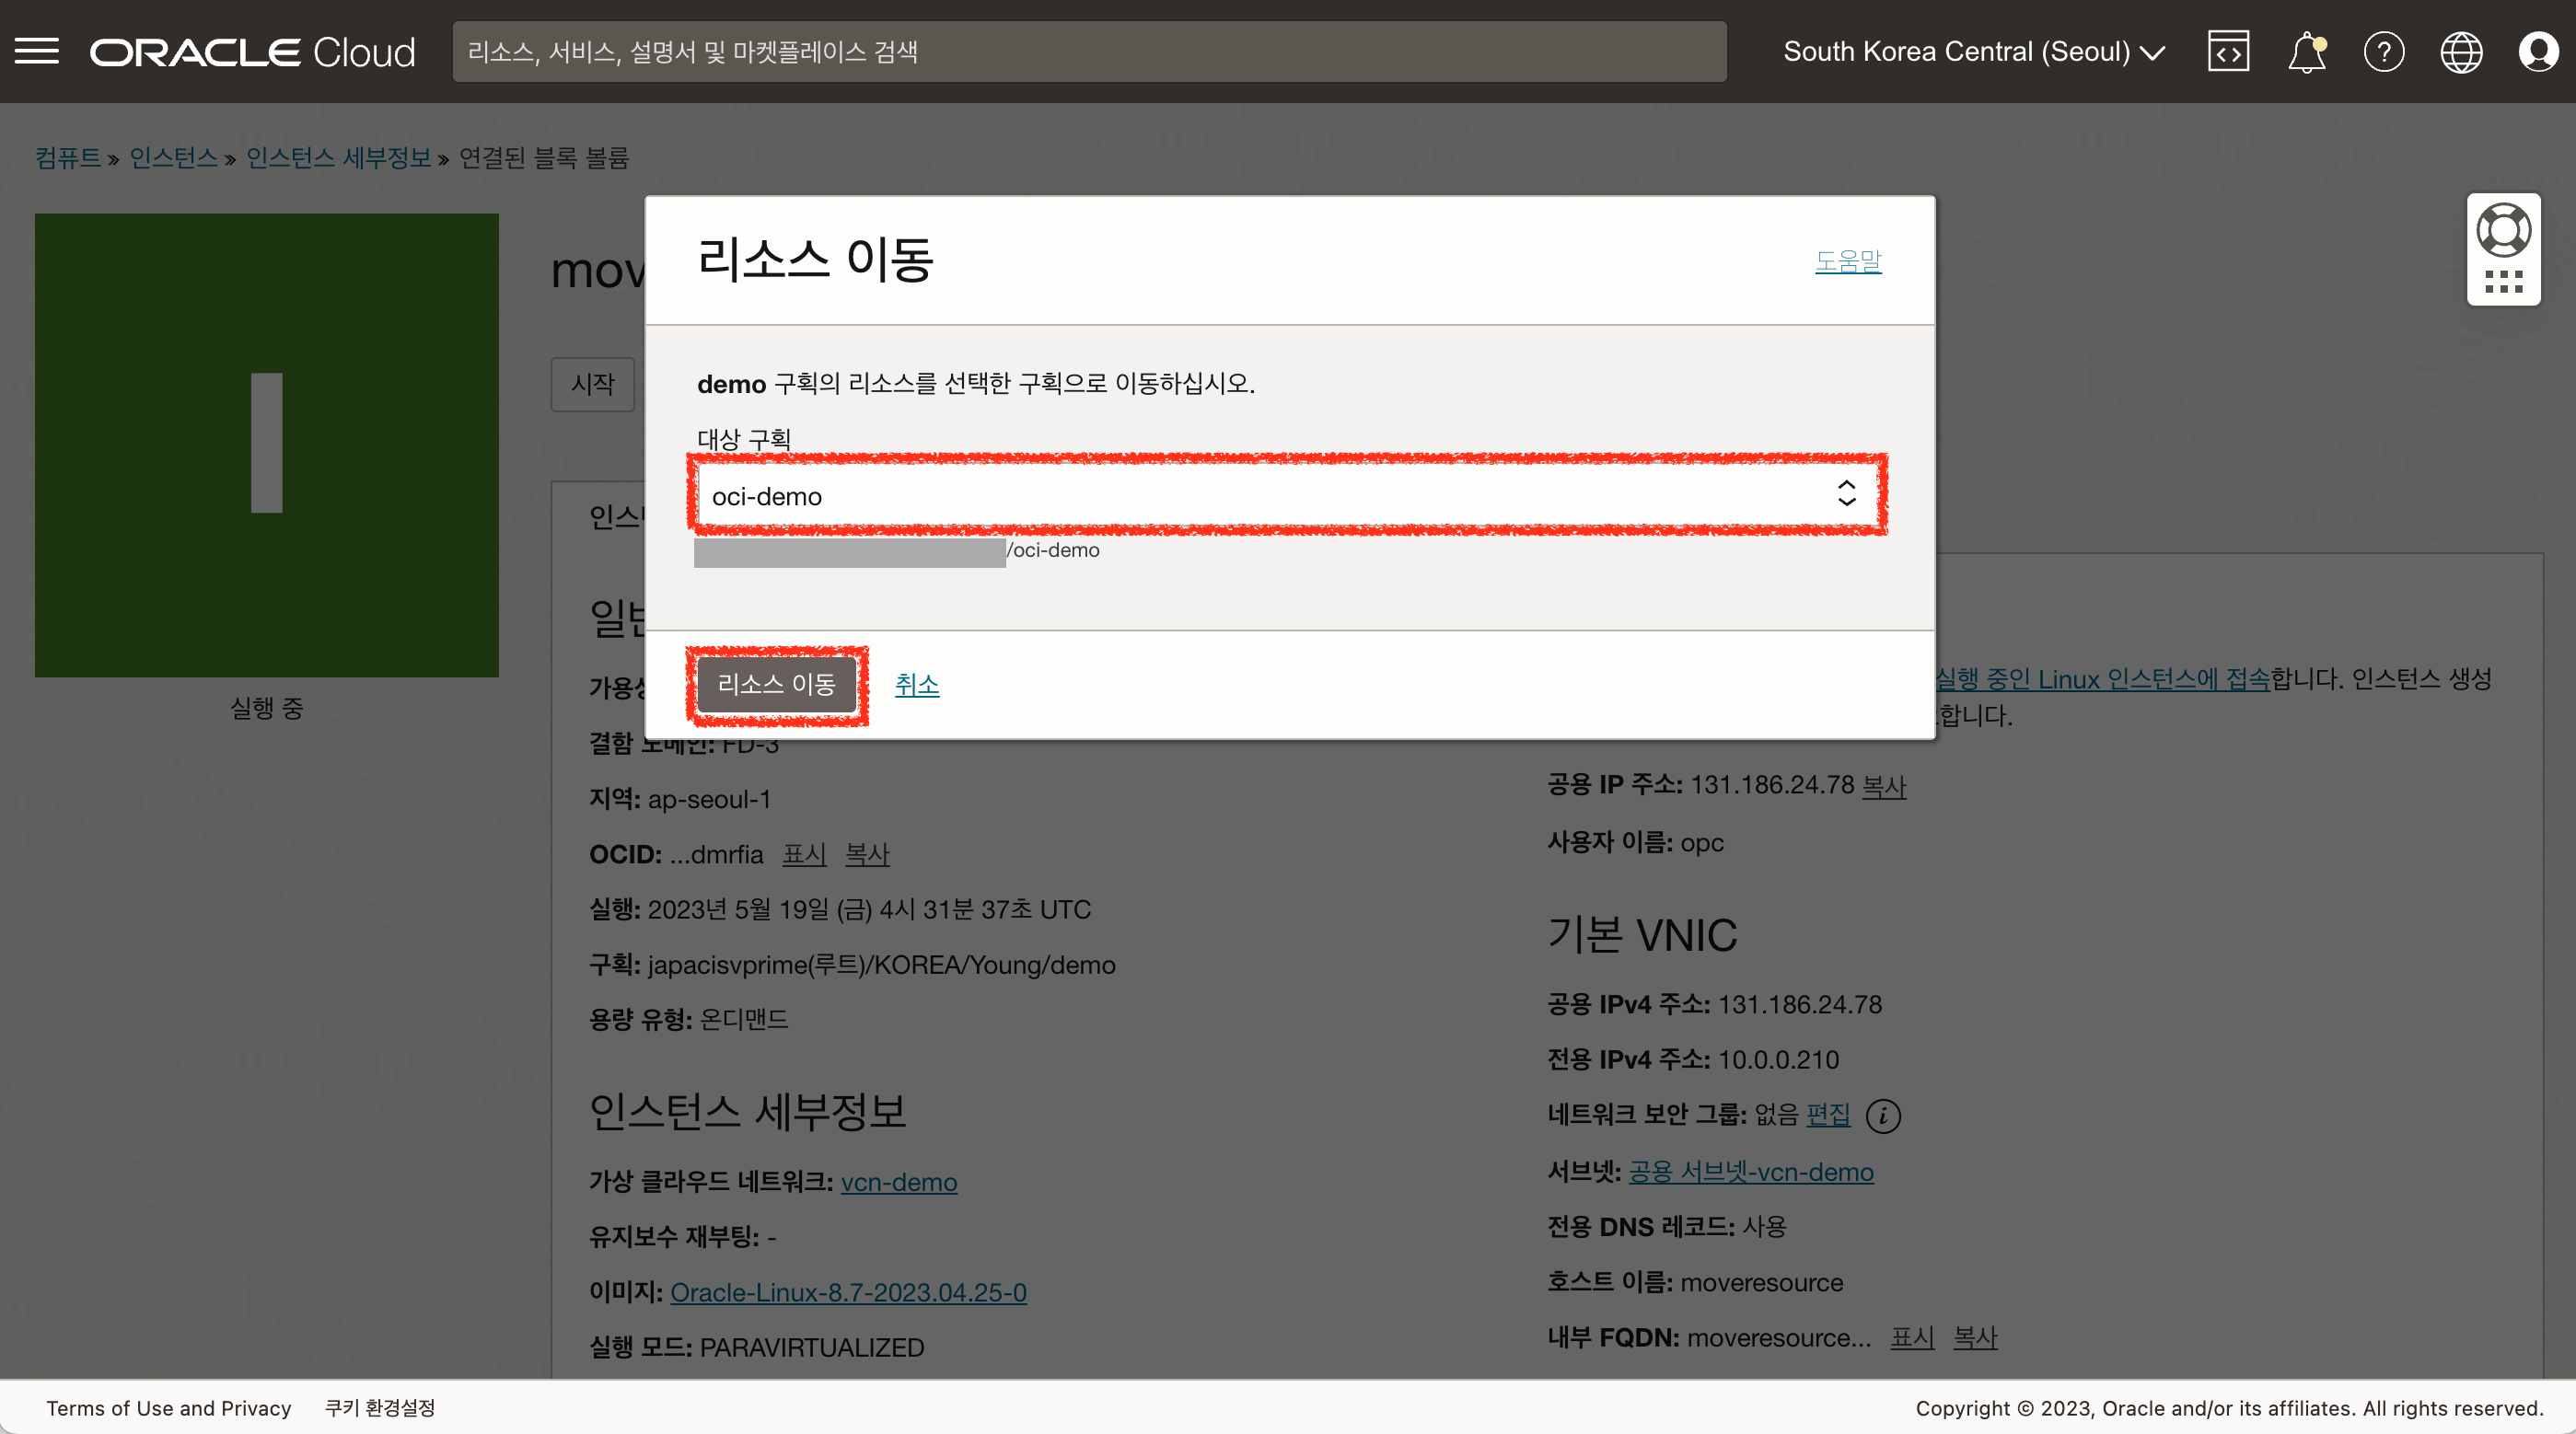 ORACLE Cloud
리소스, 서비스, 설명서 및 마켓플레이스 검색
South Korea Central (Seoul)
컴퓨트 » 인스턴스 » 인스턴스 세부정보 » 연결된 블록 볼륨
실행 중
mov
시작
리소스 이동
도움말
demo 구획의 리소스를 선택한 구획으로 이동하십시오.
대상 구획
oci-demo
/oci-demo
리소스 이동 취소
결함 도메인: FD-3
지역: ap-seoul-1
OCID: ...dmrfia 표시 복사
실행: 2023년 5월 19일 (금) 4시 31분 37초 UTC
구획: japacisvprime(루트)/KOREA/Young/demo
용량 유형: 온디맨드
인스턴스 세부정보
가상 클라우드 네트워크: vcn-demo
유지보수 재부팅: -
이미지: Oracle-Linux-8.7-2023.04.25-0
실행 모드: PARAVIRTUALIZED
실행 중인 Linux 인스턴스에 접속합니다. 인스턴스 생성
합니다.
공용 IP 주소: 131.186.24.78 복사
사용자 이름: opc
기본 VNIC
공용 IPv4 주소: 131.186.24.78
전용 IPv4 주소: 10.0.0.210
네트워크 보안 그룹: 없음 편집
서브넷: 공용 서브넷-vcn-demo
전용 DNS 레코드: 사용
호스트 이름: moveresource
내부 FQDN: moveresource... 표시 복사
Terms of Use and Privacy 쿠키 환경설정
Copyright © 2023, Oracle and/or its affiliates. All rights reserved.